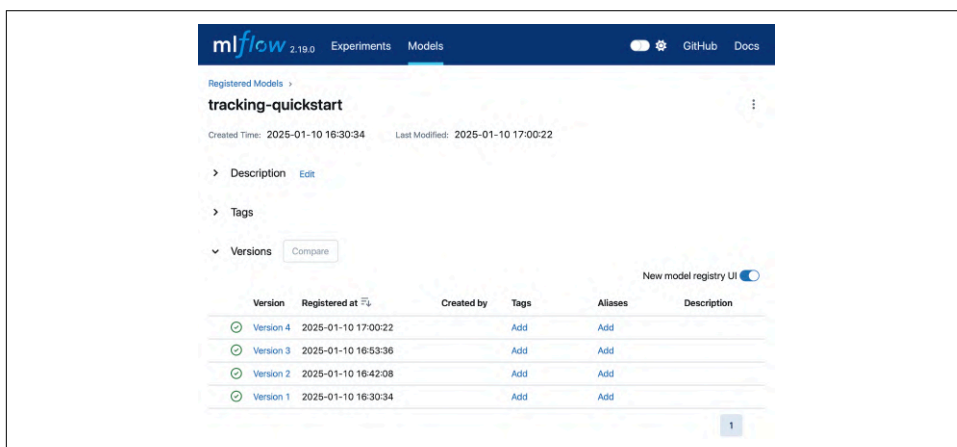 mlflow 2.19.0 Experiments Models GitHub Docs
Registered Models ›
tracking-quickstart
Created Time: 2025-01-10 16:30:34 Last Modified: 2025-01-10 17:00:22
Description Edit
Tags
Versions Compare
New model registry UI
Version Registered at Created by Tags Aliases Description
Version 4 2025-01-10 17:00:22 Add Add
Version 3 2025-01-10 16:53:36 Add Add
Version 2 2025-01-10 16:42:08 Add Add
Version 1 2025-01-10 16:30:34 Add Add
1